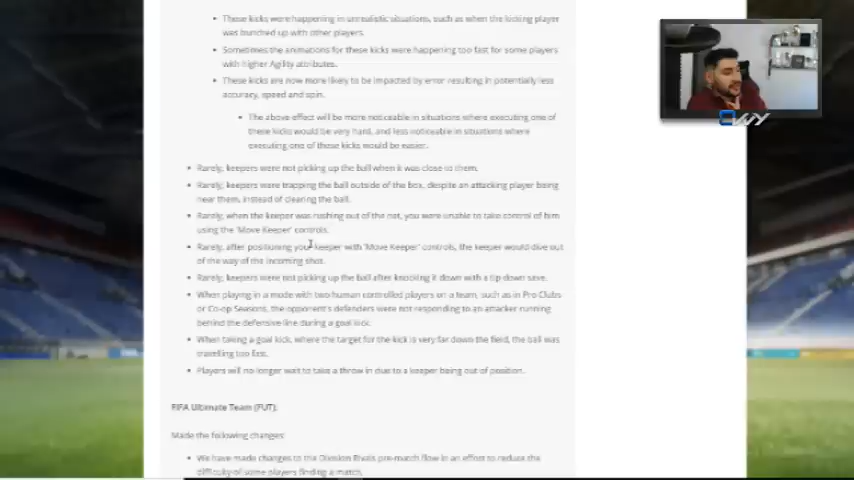 These kicks were happening in unrealistic situations, such as when the kicking player
was bunched up with other players.
Sometimes the animations for these kicks were happening too fast for some players
with higher Agility attributes.
These kicks are now more likely to be impacted by error resulting in potentially less
accuracy, speed and spin.
The above effect will be more noticeable in situations where executing one of
these kicks would be very hard, and less noticeable in situations where
executing one of those kicks would be easier.
Rarely, keepers were not picking up the ball when it was close to them.
Rarely, keepers were trapping the ball outside of the box, despite an attacking player being
near them, instead of clearing the ball.
Rarely, when the keeper was rushing out of the net, you were unable to take control of him
using the 'Move Keeper' controls.
Rarely, after positioning your keeper with 'Move Keeper' controls, the keeper would dive out
of the way of the incoming shot.
Rarely, keepers were not picking up the ball after knocking it down with a tip down save.
When playing in a mode with two human controlled players on a team, such as in Pro Clubs
or Co-op Seasons, the opponent's defenders were not responding to an attacker running
behind the defensive line during a goal kick.
When taking a goal kick, where the target for the kick is very far down the field, the ball was
travelling too fast.
Players will no longer wait to take a throw in due to a keeper being out of position.
FIFA Ultimate Team (FUT):
Made the following changes:
We have made changes to the Division Rivals pre-match flow in an effort to reduce the
difficulty of some players finding a match.